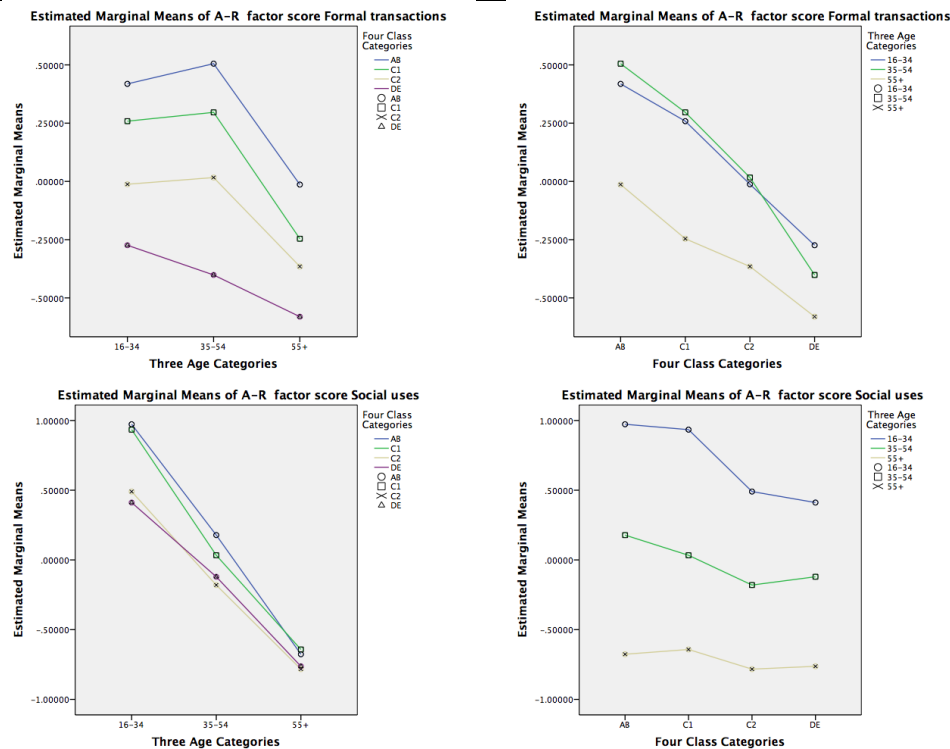 Estimated Marginal Means of A-R factor score Formal transactions
Estimated Marginal Means
.50000
.25000
.00000
-.25000
-.50000
16-34
35-54
55+
Three Age Categories
Four Class
Categories
AB
C1
C2
DE
AB
C1
C2
DE
Estimated Marginal Means of A-R factor score Formal transactions
Estimated Marginal Means
.50000
.25000
.00000
-.25000
-.50000
AB
C1
C2
DE
Four Class Categories
Three Age
Categories
16-34
35-54
55+
16-34
35-54
55+
Estimated Marginal Means of A-R factor score Social uses
Estimated Marginal Means
1.00000
.50000
.00000
-.50000
-1.00000
16-34
35-54
55+
Three Age Categories
Four Class
Categories
AB
C1
C2
DE
AB
C1
C2
DE
Estimated Marginal Means of A-R factor score Social uses
Estimated Marginal Means
1.00000
.50000
.00000
-.50000
-1.00000
AB
C1
C2
DE
Four Class Categories
Three Age
Categories
16-34
35-54
55+
16-34
35-54
55+